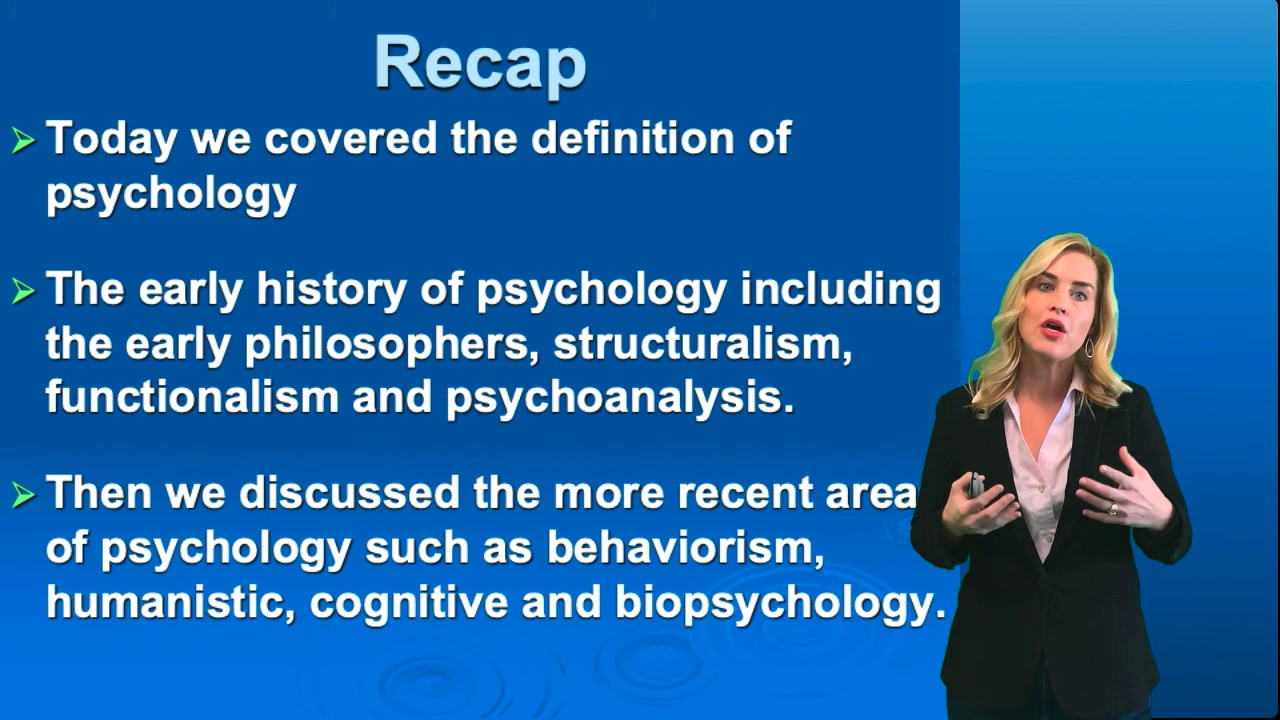 Recap
Today we covered the definition of
psychology
The early history of psychology including
the early philosophers, structuralism,
functionalism and psychoanalysis.
Then we discussed the more recent area
of psychology such as behaviorism,
humanistic, cognitive and biopsychology.